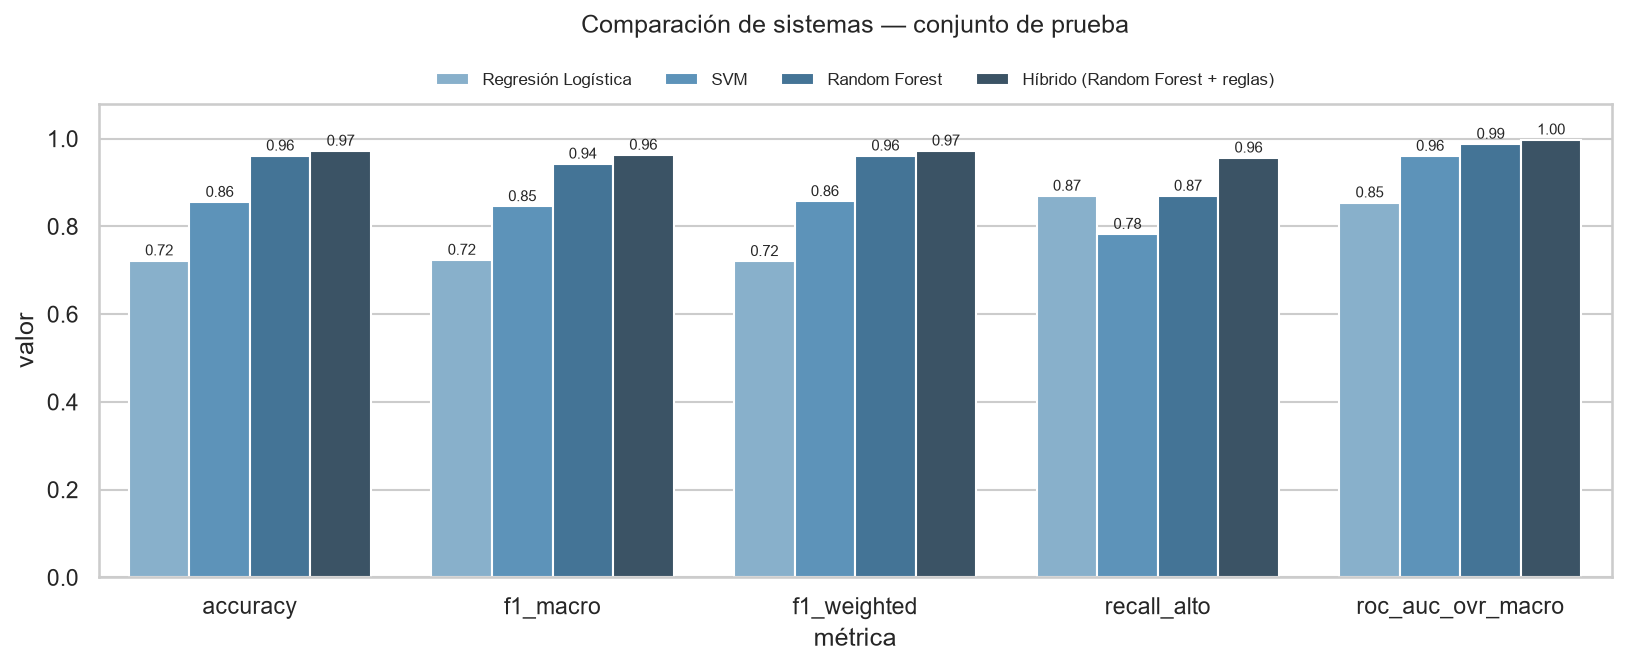 Comparación de sistemas — conjunto de prueba
Regresión Logística SVM Random Forest Híbrido (Random Forest + reglas)
valor
1.0
0.8
0.6
0.4
0.2
0.0
0.72 0.86 0.96 0.97
0.72 0.85 0.94 0.96
0.72 0.86 0.96 0.97
0.87 0.78 0.87 0.96
0.85 0.96 0.99 1.00
accuracy f1_macro f1_weighted recall_alto roc_auc_ovr_macro
métrica